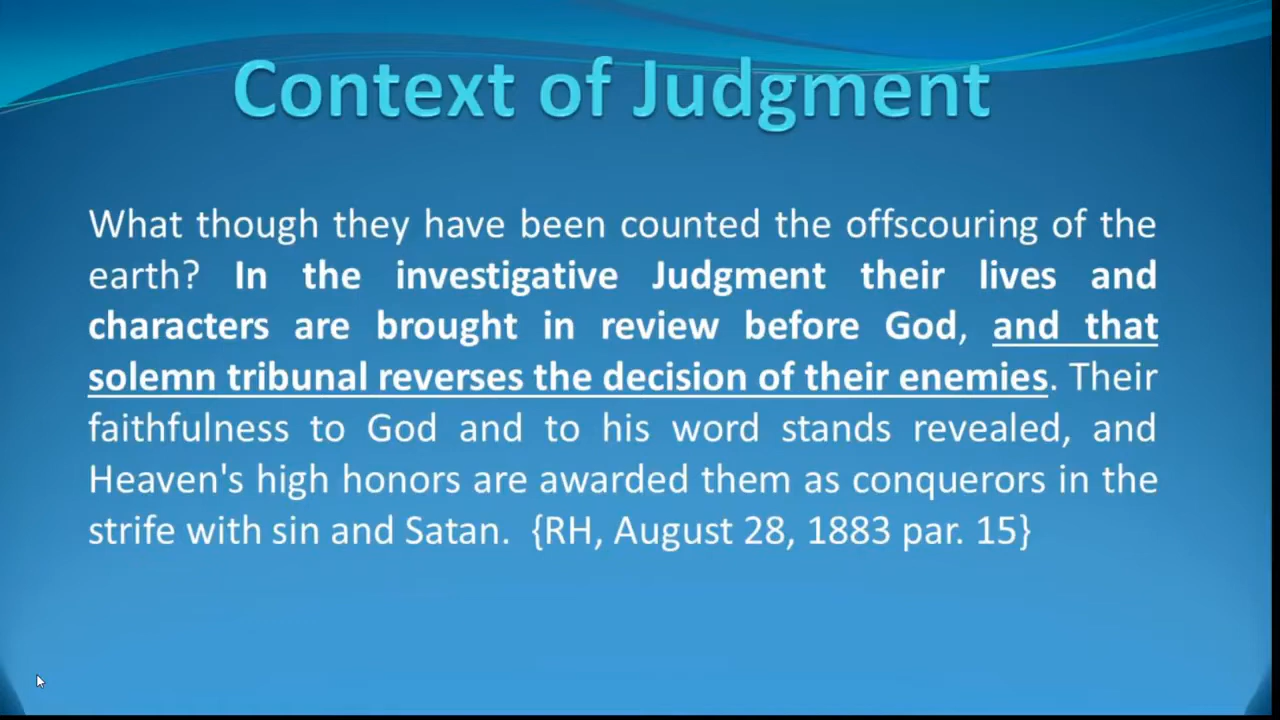 Context of Judgment
What though they have been counted the offscouring of the
earth? In the investigative Judgment their lives and
characters are brought in review before God, and that
solemn tribunal reverses the decision of their enemies. Their
faithfulness to God and to his word stands revealed, and
Heaven's high honors are awarded them as conquerors in the
strife with sin and Satan.  {RH, August 28, 1883 par. 15}